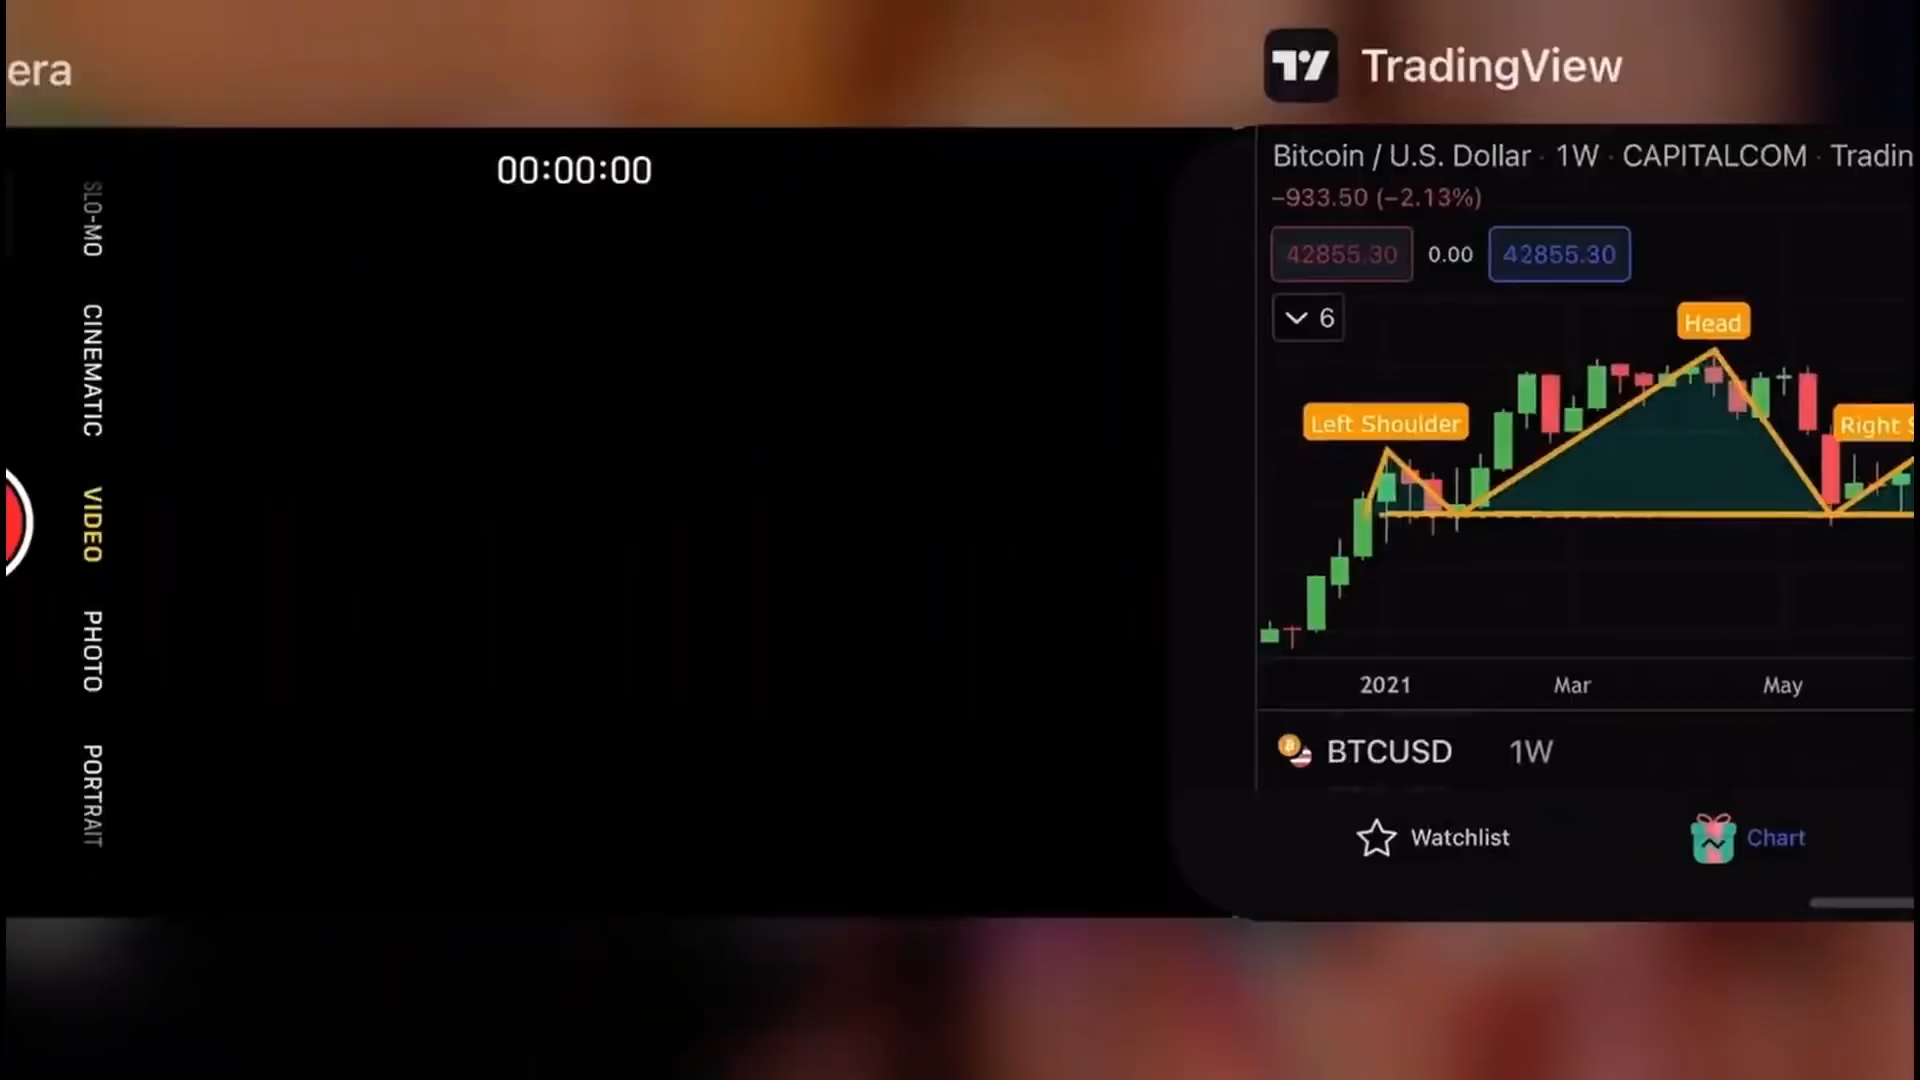 era
00:00:00
SLO-MO
CINEMATIC
VIDEO
PHOTO
PORTRAIT
TradingView
Bitcoin / U.S. Dollar · 1W · CAPITALCOM · Tradin
−933.50 (−2.13%)
42855.30 0.00 42855.30
6
Head
Left Shoulder
Right S
2021 Mar May
BTCUSD 1W
Watchlist
Chart